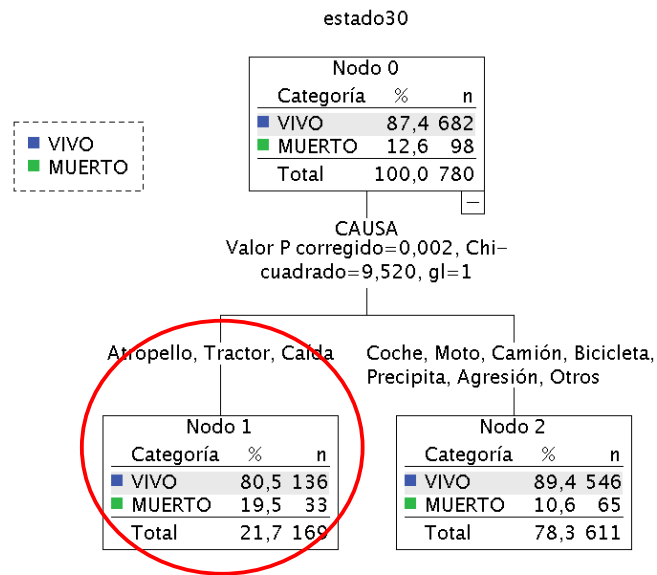 estado30
Nodo 0
Categoría % n
VIVO 87,4 682
MUERTO 12,6 98
Total 100,0 780
VIVO
MUERTO
CAUSA
Valor P corregido=0,002, Chi-
cuadrado=9,520, gl=1
Atropello, Tractor, Caída
Coche, Moto, Camión, Bicicleta,
Precipita, Agresión, Otros
Nodo 1
Categoría % n
VIVO 80,5 136
MUERTO 19,5 33
Total 21,7 169
Nodo 2
Categoría % n
VIVO 89,4 546
MUERTO 10,6 65
Total 78,3 611